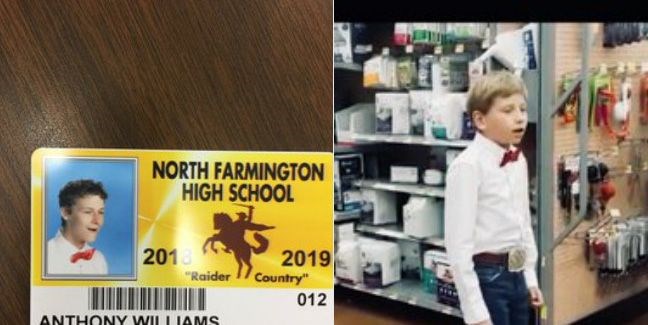 NORTH FARMINGTON
HIGH SCHOOL
2018 2019
"Raider Country"
012
ANTHONY WILLIAMS